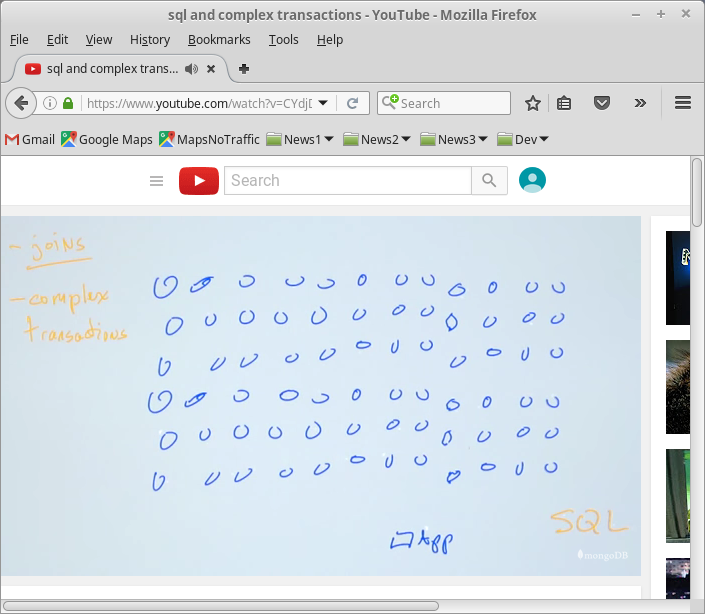 sql and complex transactions - YouTube - Mozilla Firefox
File Edit View History Bookmarks Tools Help
sql and complex trans...
https://www.youtube.com/watch?v=CYdjD
Search
Gmail Google Maps MapsNoTraffic News1 News2 News3 Dev
Search
- joins
- complex
transactions
SQL
App
mongoDB